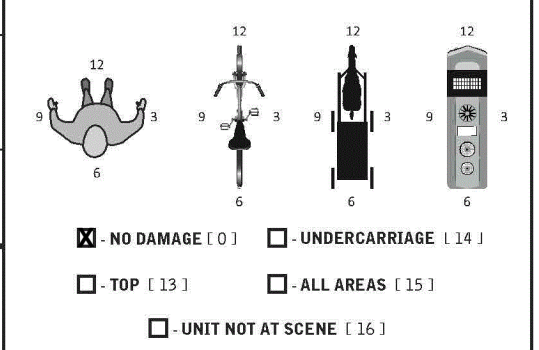 12 12 12 12
9 3 9 3 9 3 9 3
6 6 6 6
X - NO DAMAGE [ 0 ] - UNDERCARRIAGE [ 14 ]
- TOP [ 13 ] - ALL AREAS [ 15 ]
- UNIT NOT AT SCENE [ 16 ]